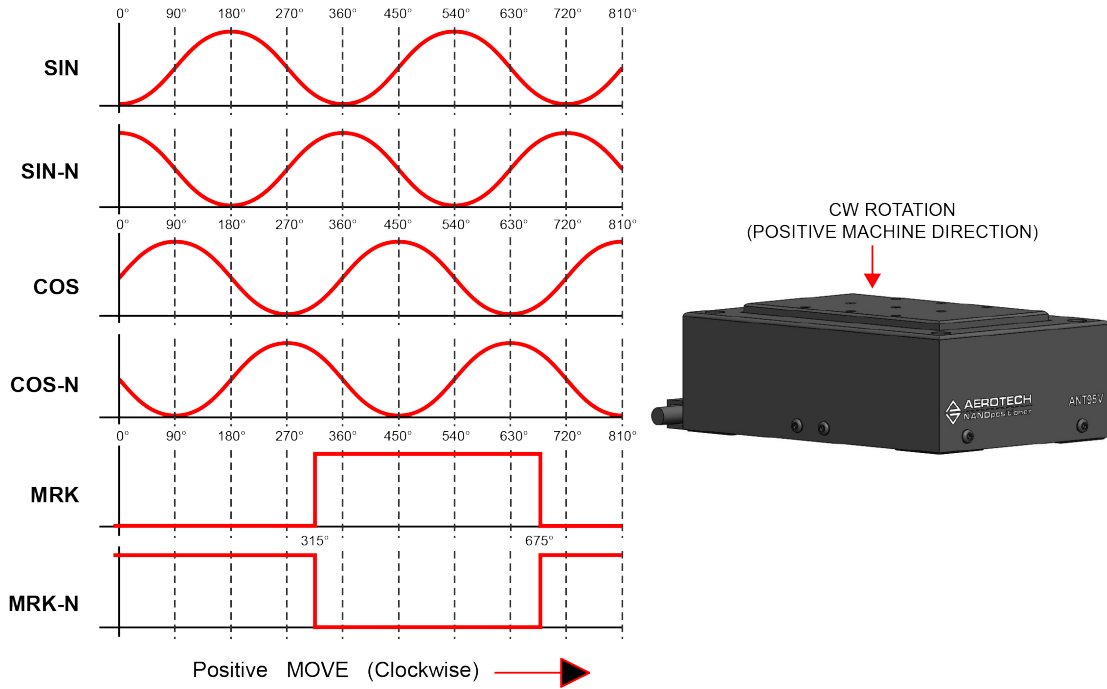 0° 90° 180° 270° 360° 450° 540° 630° 720° 810°
SIN
SIN-N
0° 90° 180° 270° 360° 450° 540° 630° 720° 810°
COS
COS-N
0° 90° 180° 270° 360° 450° 540° 630° 720° 810°
MRK
315° 675°
MRK-N
Positive MOVE (Clockwise)
CW ROTATION
(POSITIVE MACHINE DIRECTION)
AEROTECH
NANOpositioner
ANT95V